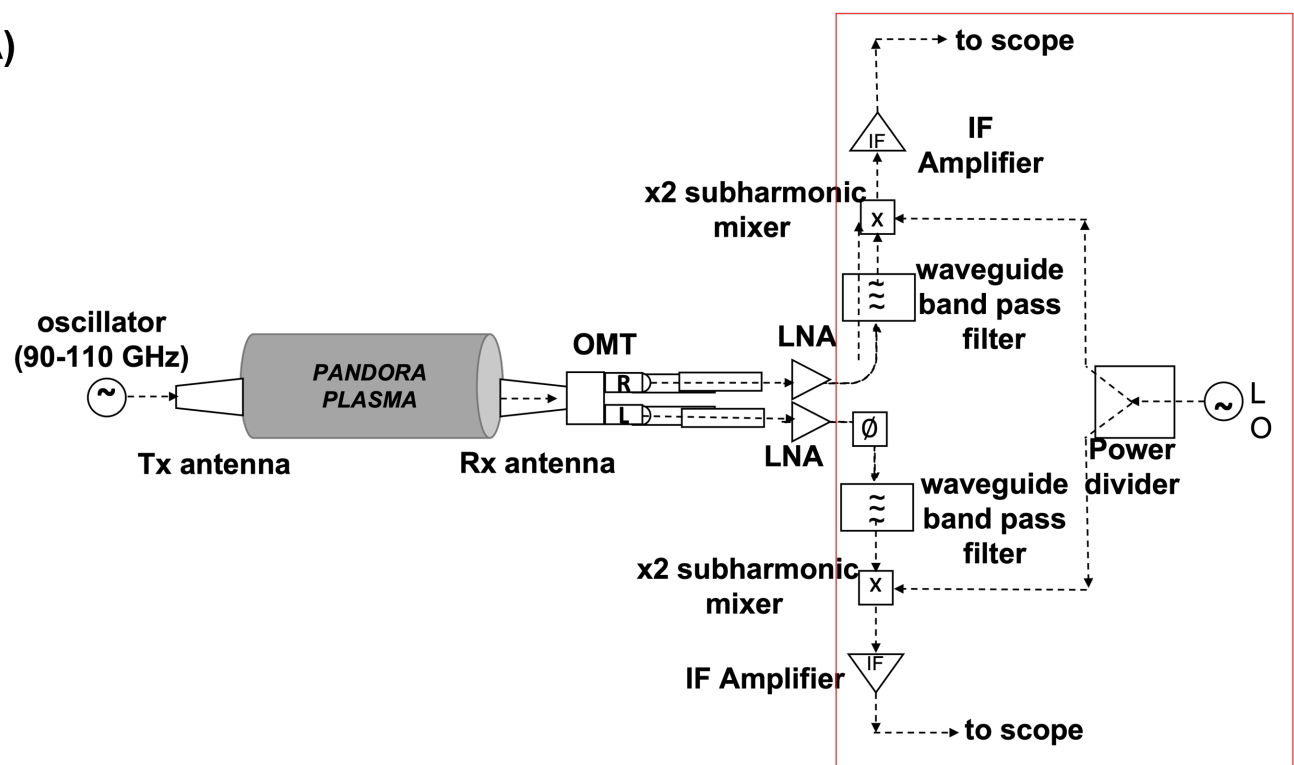 A)
to scope
IF
IF
Amplifier
x2 subharmonic
mixer
X
waveguide
band pass
filter
oscillator
(90-110 GHz)
~
PANDORA
PLASMA
OMT
R
L
LNA
LNA
Ø
Tx antenna
Rx antenna
~
L
O
Power
divider
waveguide
band pass
filter
x2 subharmonic
mixer
X
IF Amplifier
IF
to scope